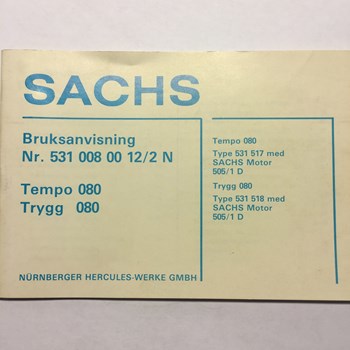 SACHS
Bruksanvisning
Nr. 531 008 00 12/2 N
Tempo 080
Trygg 080
Tempo 080
Type 531 517 med
SACHS Motor
505/1 D
Trygg 080
Type 531 518 med
SACHS Motor
505/1 D
NÜRNBERGER HERCULES-WERKE GMBH